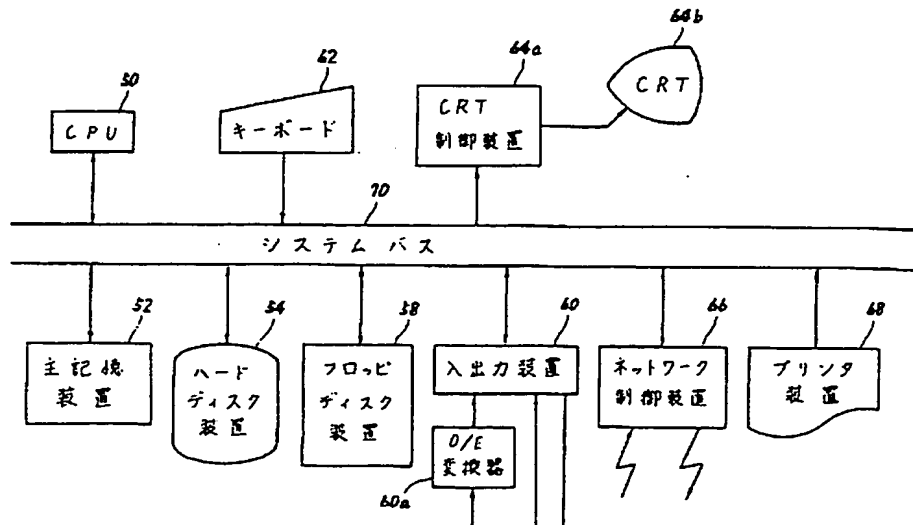 64b
50
62
64a
CRT
CPU
キーボード
CRT
制御装置
70
システムバス
52
54
58
60
66
68
主記憶
装置
ハード
ディスク
装置
フロッピ
ディスク
装置
入出力装置
ネットワーク
制御装置
プリンタ
装置
O/E
変換器
60a